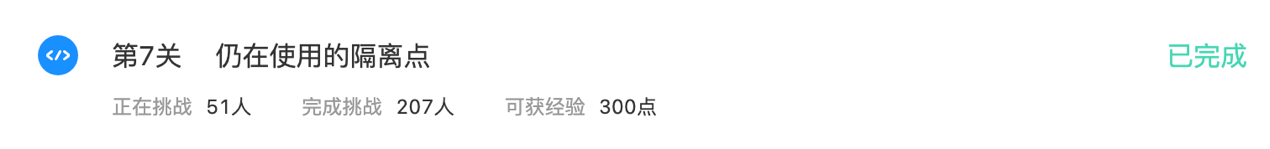 第7关 仍在使用的隔离点 已完成
正在挑战 51人 完成挑战 207人 可获经验 300点